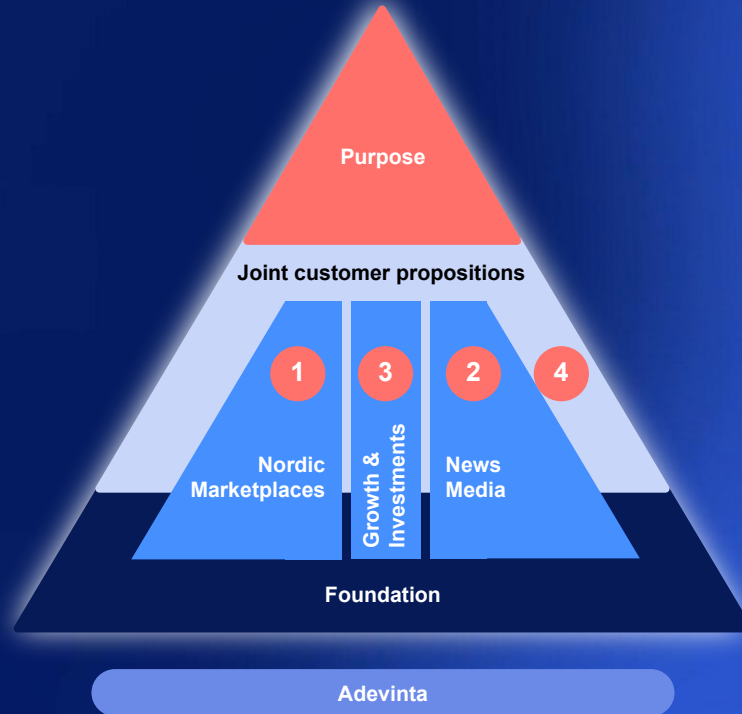 Purpose
Joint customer propositions
1
3
2
4
Nordic
Marketplaces
Growth &
Investments
News
Media
Foundation
Adevinta